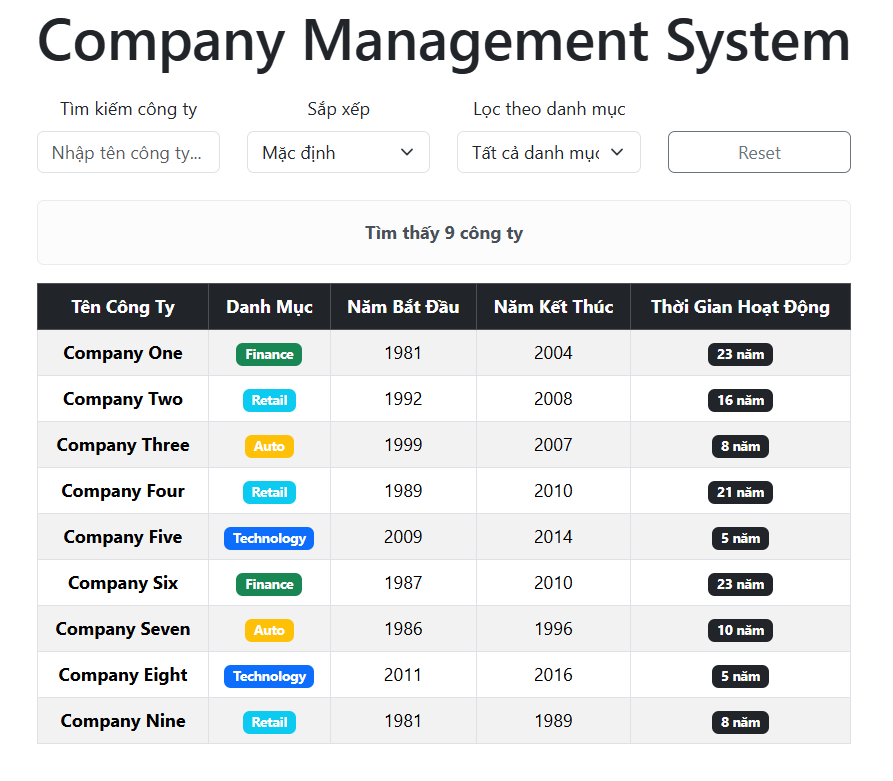 Company Management System
Tìm kiếm công ty Sắp xếp Lọc theo danh mục
Nhập tên công ty... Mặc định Tất cả danh mục Reset
Tìm thấy 9 công ty
Tên Công Ty Danh Mục Năm Bắt Đầu Năm Kết Thúc Thời Gian Hoạt Động
Company One Finance 1981 2004 23 năm
Company Two Retail 1992 2008 16 năm
Company Three Auto 1999 2007 8 năm
Company Four Retail 1989 2010 21 năm
Company Five Technology 2009 2014 5 năm
Company Six Finance 1987 2010 23 năm
Company Seven Auto 1986 1996 10 năm
Company Eight Technology 2011 2016 5 năm
Company Nine Retail 1981 1989 8 năm